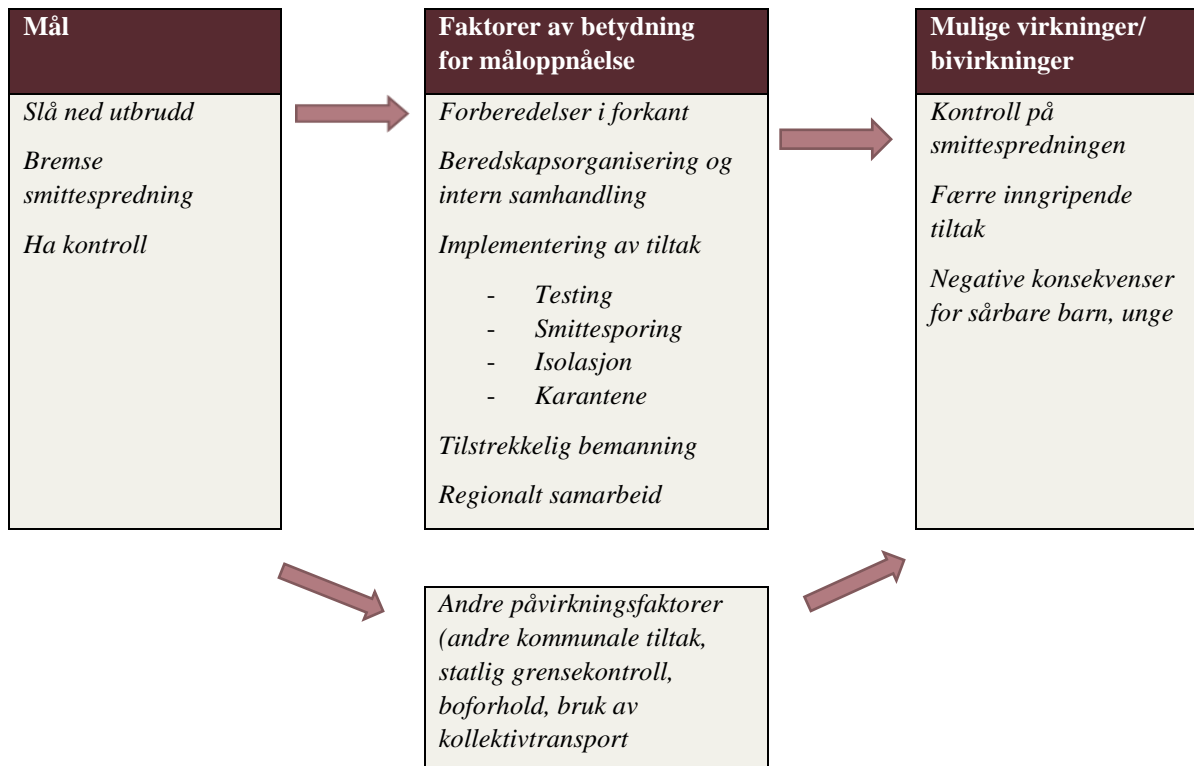 Mål
Slå ned utbrudd
Bremse
smittespredning
Ha kontroll
Faktorer av betydning
for måloppnåelse
Forberedelser i forkant
Beredskapsorganisering og
intern samhandling
Implementering av tiltak
- Testing
- Smittesporing
- Isolasjon
- Karantene
Tilstrekkelig bemanning
Regionalt samarbeid
Mulige virkninger/
bivirkninger
Kontroll på
smittespredningen
Færre inngripende
tiltak
Negative konsekvenser
for sårbare barn, unge
Andre påvirkningsfaktorer
(andre kommunale tiltak,
statlig grensekontroll,
boforhold, bruk av
kollektivtransport